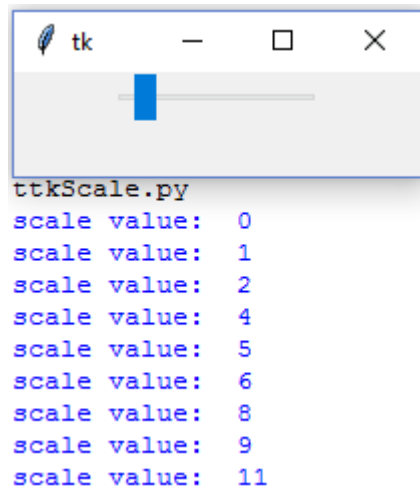 tk
ttkScale.py
scale value:  0
scale value:  1
scale value:  2
scale value:  4
scale value:  5
scale value:  6
scale value:  8
scale value:  9
scale value:  11